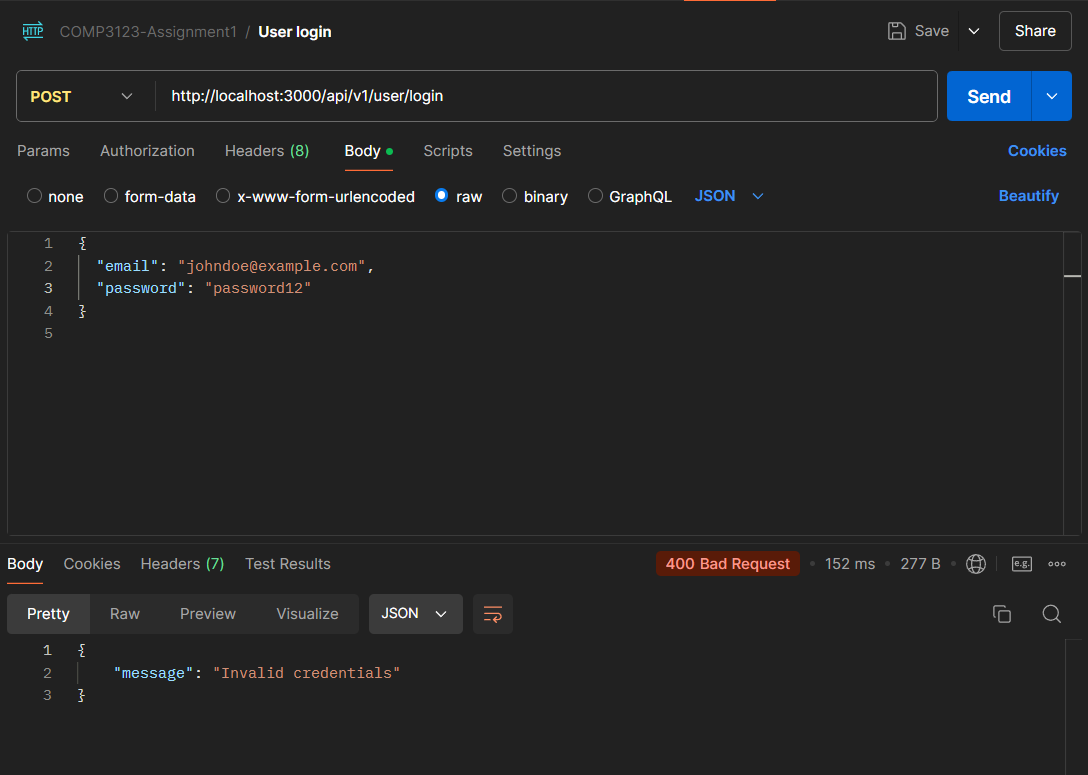 HTTP COMP3123-Assignment1 / User login Save Share
POST http://localhost:3000/api/v1/user/login Send
Params Authorization Headers (8) Body Scripts Settings Cookies
none form-data x-www-form-urlencoded raw binary GraphQL JSON Beautify
1 {
2 "email": "johndoe@example.com",
3 "password": "password12"
4 }
5
Body Cookies Headers (7) Test Results 400 Bad Request 152 ms 277 B e.g.
Pretty Raw Preview Visualize JSON
1 {
2 "message": "Invalid credentials"
3 }